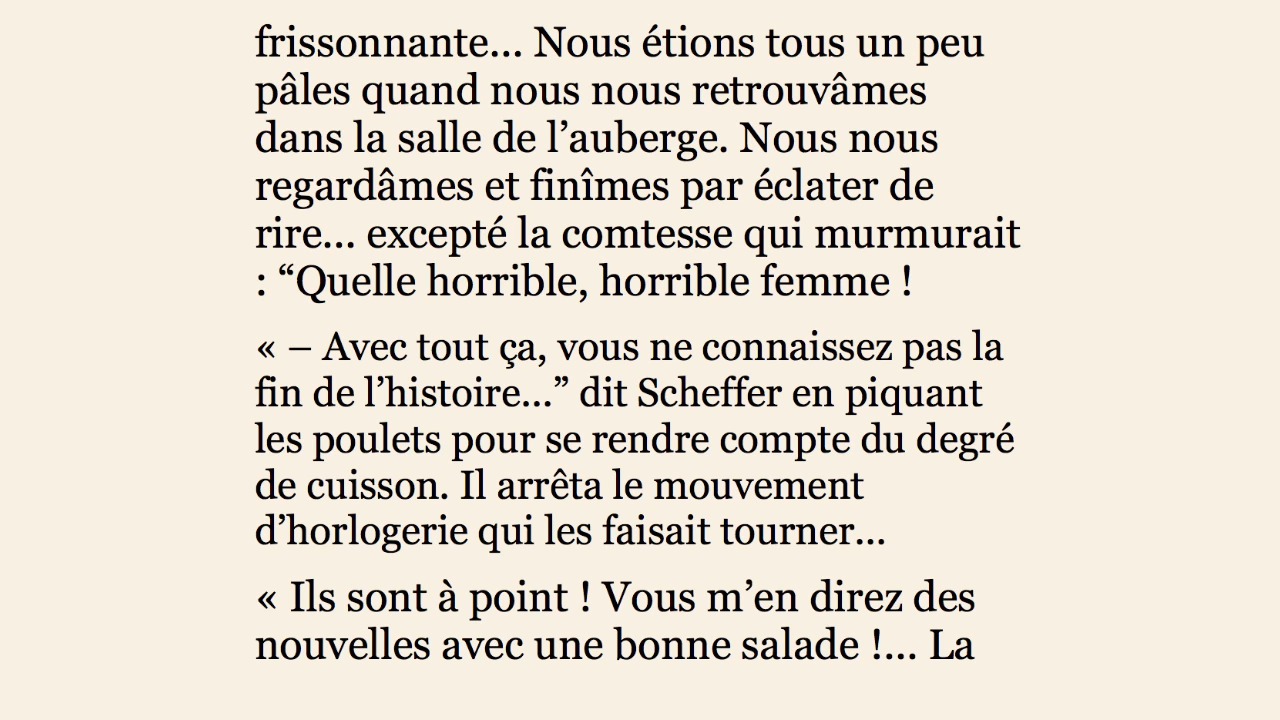 frissonnante... Nous étions tous un peu
pâles quand nous nous retrouvâmes
dans la salle de l’auberge. Nous nous
regardâmes et finîmes par éclater de
rire... excepté la comtesse qui murmurait
: “Quelle horrible, horrible femme !
« – Avec tout ça, vous ne connaissez pas la
fin de l’histoire...” dit Scheffer en piquant
les poulets pour se rendre compte du degré
de cuisson. Il arrêta le mouvement
d’horlogerie qui les faisait tourner...
« Ils sont à point ! Vous m’en direz des
nouvelles avec une bonne salade !... La